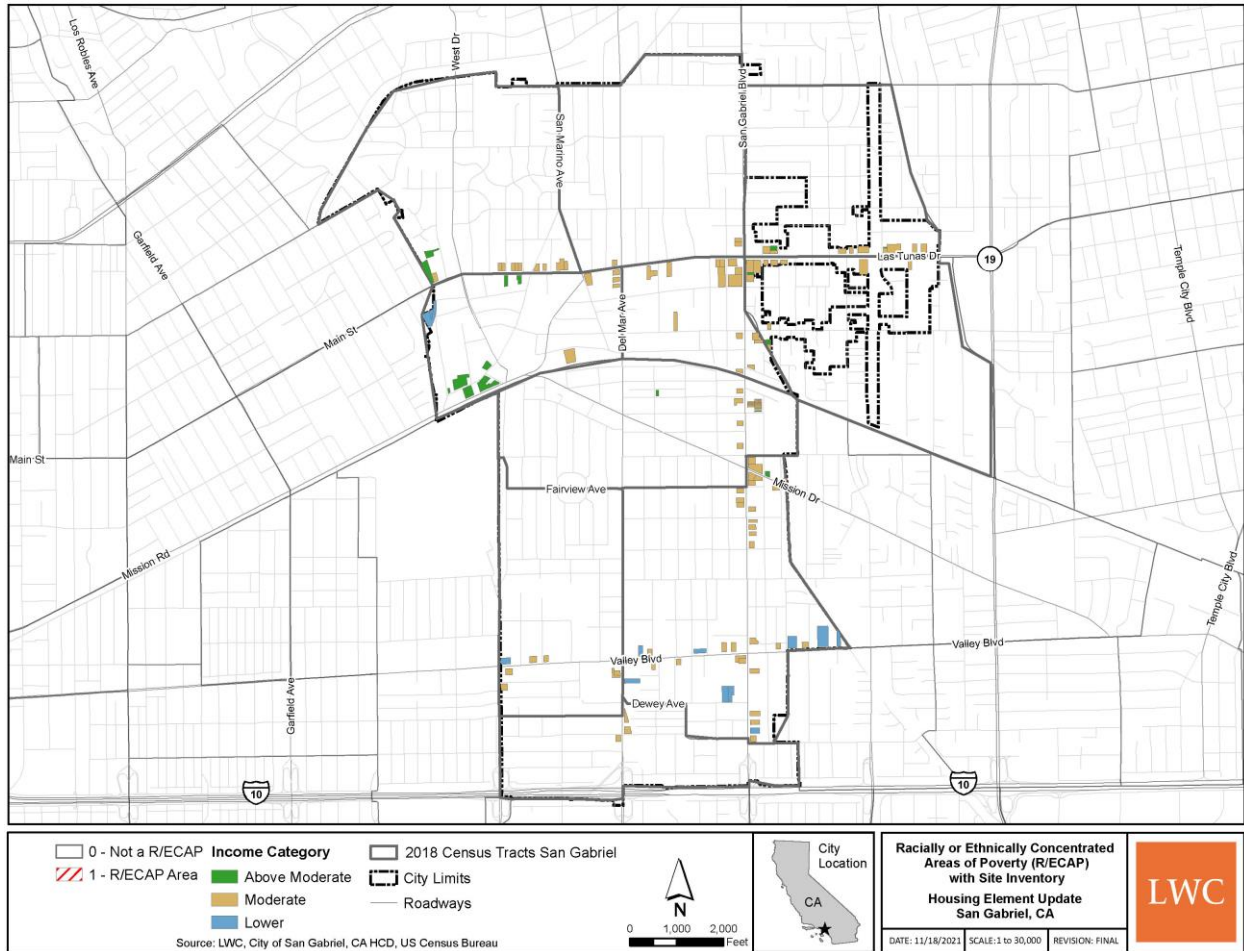 Los Robles Ave
West Dr
San Marino Ave
San Gabriel Blvd
Garfield Ave
Las Tunas Dr
19
Temple City Blvd
Main St
Del Mar Ave
Main St
Fairview Ave
Mission Dr
Mission Rd
Temple City Blvd
Valley Blvd
Valley Blvd
Garfield Ave
Dewey Ave
10
10
0 - Not a R/ECAP
1 - R/ECAP Area
Income Category
Above Moderate
Moderate
Lower
2018 Census Tracts San Gabriel
City Limits
Roadways
Source: LWC, City of San Gabriel, CA HCD, US Census Bureau
N
0 1,000 2,000
Feet
City
Location
CA
Racially or Ethnically Concentrated
Areas of Poverty (R/ECAP)
with Site Inventory
Housing Element Update
San Gabriel, CA
DATE: 11/18/2021 SCALE:1 to 30,000 REVISION: FINAL
LWC